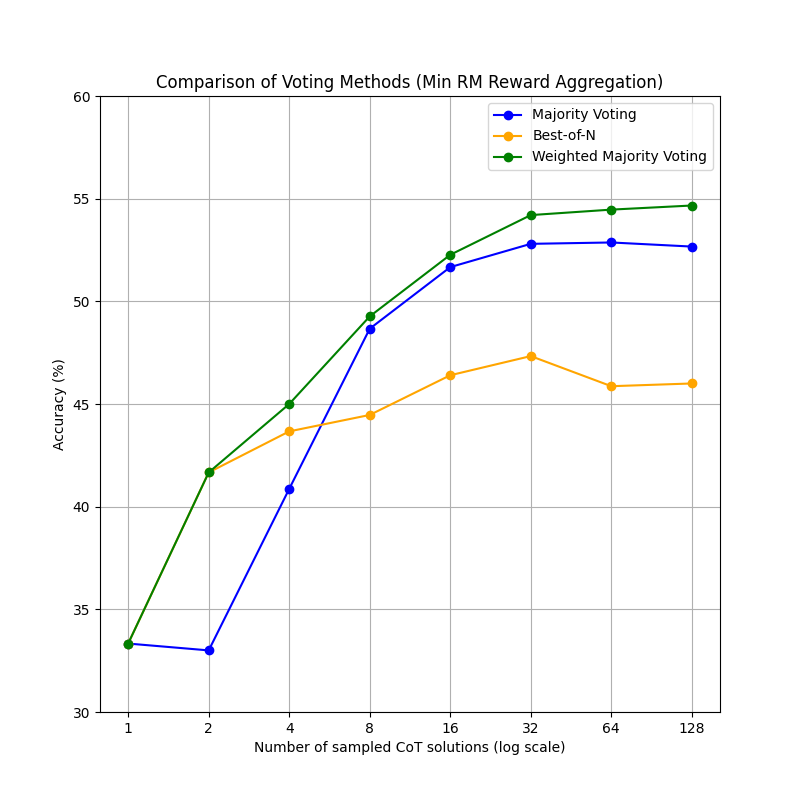 Comparison of Voting Methods (Min RM Reward Aggregation)
Majority Voting
Best-of-N
Weighted Majority Voting
60
55
50
45
40
35
30
Accuracy (%)
1 2 4 8 16 32 64 128
Number of sampled CoT solutions (log scale)